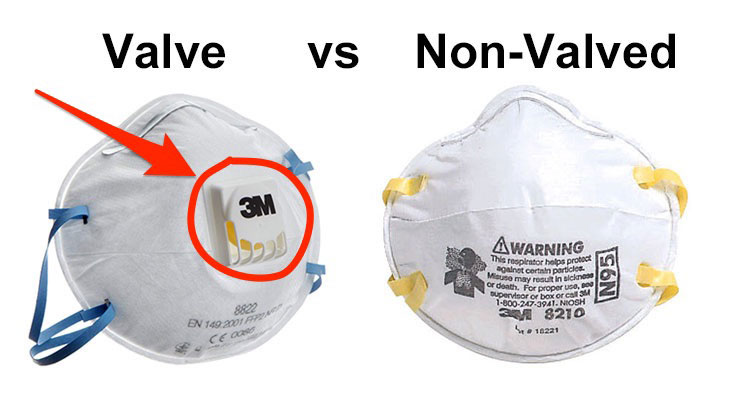 Valve vs Non-Valved
3M
8822
EN 149:2001 FFP2
0086
WARNING
This respirator helps protect
against certain particles.
Misuse may result in sickness
or death. For proper use, see
supervisor or box or call 3M
1-800-247-3941. NIOSH
N95
3M 8210
# 18221